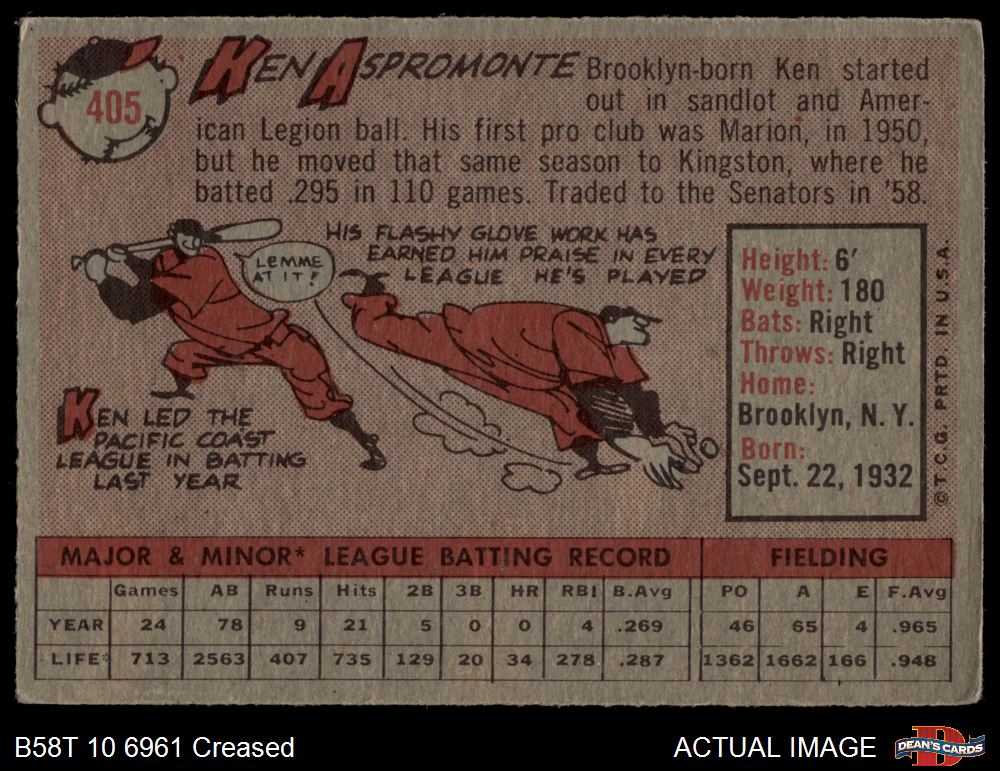 405
KEN ASPROMONTE
Brooklyn-born Ken started
out in sandlot and Amer-
ican Legion ball. His first pro club was Marion, in 1950,
but he moved that same season to Kingston, where he
batted .295 in 110 games. Traded to the Senators in '58.
LEMME
AT IT!
HIS FLASHY GLOVE WORK HAS
EARNED HIM PRAISE IN EVERY
LEAGUE HE'S PLAYED
KEN LED THE
PACIFIC COAST
LEAGUE IN BATTING
LAST YEAR
Height: 6'
Weight: 180
Bats: Right
Throws: Right
Home:
Brooklyn, N. Y.
Born:
Sept. 22, 1932
© T.C.G. PRTD. IN U.S.A.
MAJOR & MINOR* LEAGUE BATTING RECORD FIELDING
Games AB Runs Hits 2B 3B HR RBI B.Avg PO A E F.Avg
YEAR 24 78 9 21 5 0 0 4 .269 46 65 4 .965
LIFE* 713 2563 407 735 129 20 34 278 .287 1362 1662 166 .948
B58T 10 6961 Creased
ACTUAL IMAGE
DEAN'S CARDS